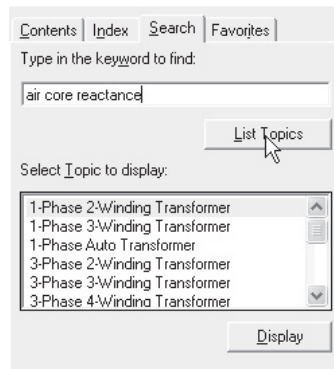 Contents Index Search Favorites
Type in the keyword to find:
air core reactance
List Topics
Select Topic to display:
1-Phase 2-Winding Transformer
1-Phase 3-Winding Transformer
1-Phase Auto Transformer
3-Phase 2-Winding Transformer
3-Phase 3-Winding Transformer
3-Phase 4-Winding Transformer
Display